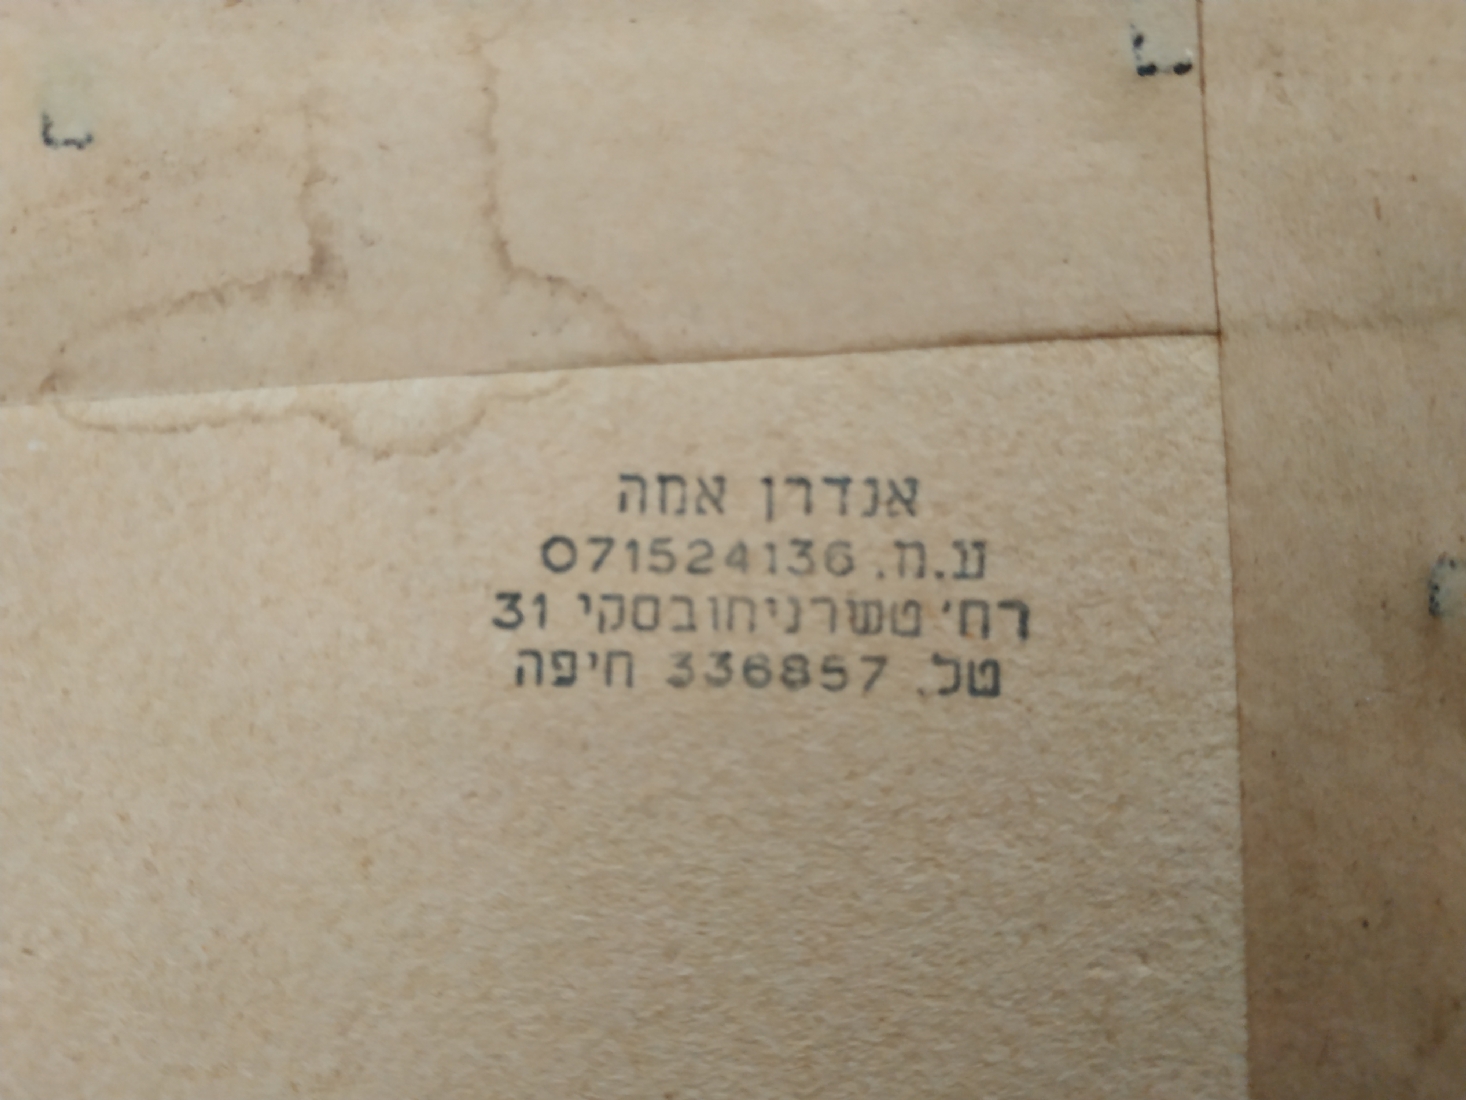 אנדרן אמה
ע.מ. 071524136
רח' טשרניחובסקי 31
טל. 336857 חיפה